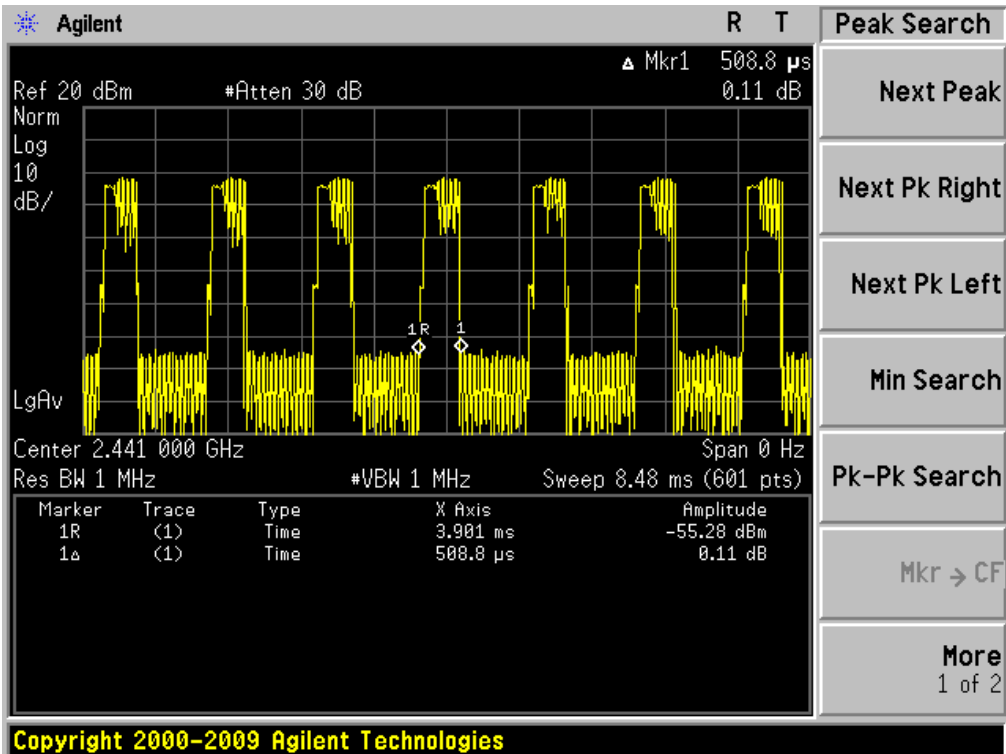 Agilent R T
Peak Search
Δ Mkr1 508.8 µs
Ref 20 dBm #Atten 30 dB 0.11 dB
Norm
Log
10
dB/
1R 1
LgAv
Center 2.441 000 GHz Span 0 Hz
Res BW 1 MHz #VBW 1 MHz Sweep 8.48 ms (601 pts)
Marker Trace Type X Axis Amplitude
1R (1) Time 3.901 ms -55.28 dBm
1Δ (1) Time 508.8 µs 0.11 dB
Next Peak
Next Pk Right
Next Pk Left
Min Search
Pk-Pk Search
Mkr → CF
More
1 of 2
Copyright 2000-2009 Agilent Technologies